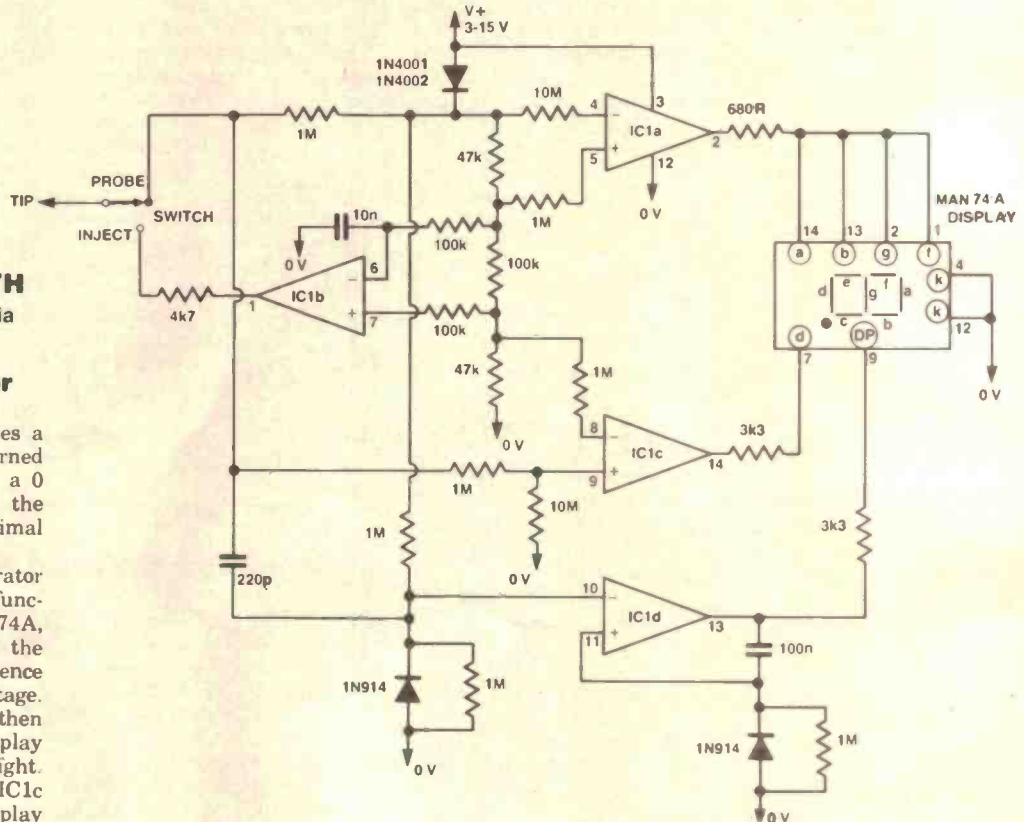 V+
3-15 V
1N4001
1N4002
1M
10M
4
3
IC1a
5
12
2
680R
0 V
47k
1M
PROBE
TIP
SWITCH
INJECT
10n
0 V
100k
100k
6
IC1b
7
1
4k7
100k
47k
0 V
MAN 74 A
DISPLAY
14
13
2
1
a
b
g
f
4
k
k
12
e
f
d
g
a
c
b
d
DP
7
9
0 V
1M
8
IC1c
9
14
3k3
1M
10M
0 V
3k3
1M
220p
10
IC1d
11
13
100n
1N914
1M
0 V
1N914
1M
0 V
TH
ia
or
es a
rned
a 0
the
imal
rator
func-
74A,
the
ence
tage.
then
play
ight.
IC1c
play